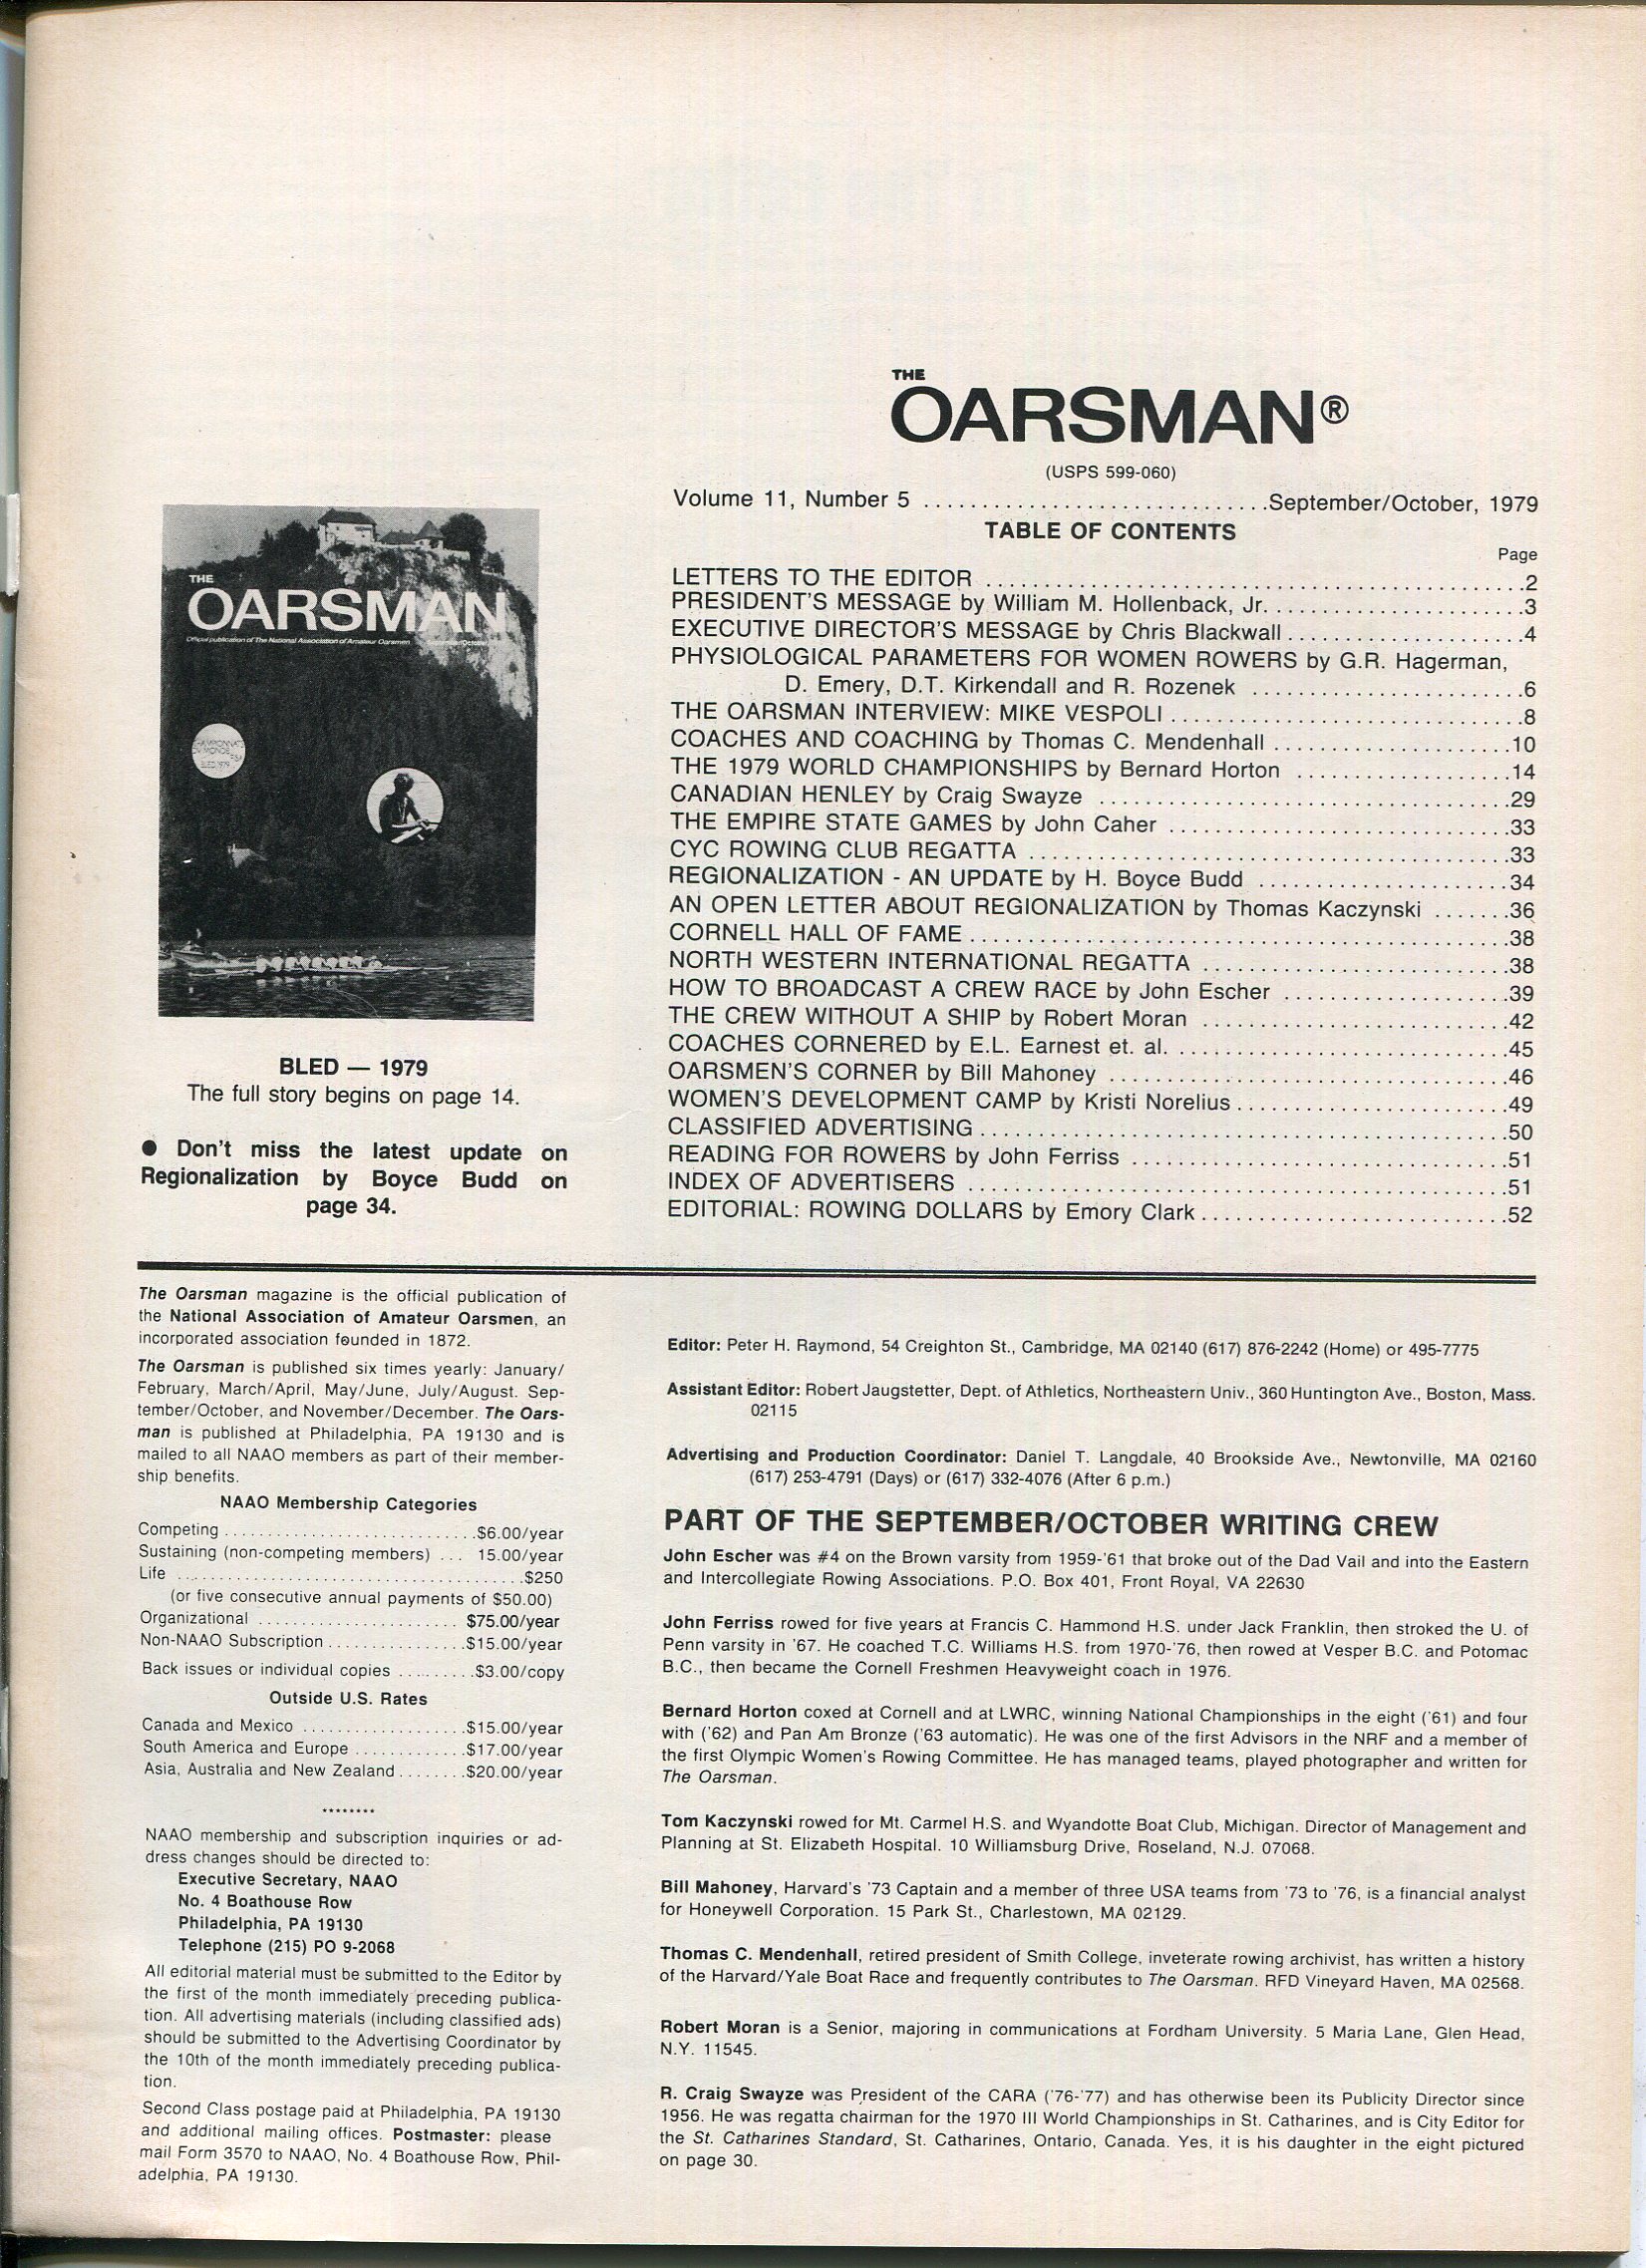 THE
OARSMAN®
(USPS 599-060)
Volume 11, Number 5 ............................September/October, 1979
TABLE OF CONTENTS
Page
LETTERS TO THE EDITOR ..........2
PRESIDENT'S MESSAGE by William M. Hollenback, Jr. ..........3
EXECUTIVE DIRECTOR'S MESSAGE by Chris Blackwall ..........4
PHYSIOLOGICAL PARAMETERS FOR WOMEN ROWERS by G.R. Hagerman,
D. Emery, D.T. Kirkendall and R. Rozenek ..........6
THE OARSMAN INTERVIEW: MIKE VESPOLI ..........8
COACHES AND COACHING by Thomas C. Mendenhall ..........10
THE 1979 WORLD CHAMPIONSHIPS by Bernard Horton ..........14
CANADIAN HENLEY by Craig Swayze ..........29
THE EMPIRE STATE GAMES by John Caher ..........33
CYC ROWING CLUB REGATTA ..........33
REGIONALIZATION - AN UPDATE by H. Boyce Budd ..........34
AN OPEN LETTER ABOUT REGIONALIZATION by Thomas Kaczynski .......36
CORNELL HALL OF FAME ..........38
NORTH WESTERN INTERNATIONAL REGATTA ..........38
HOW TO BROADCAST A CREW RACE by John Escher ..........39
THE CREW WITHOUT A SHIP by Robert Moran ..........42
COACHES CORNERED by E.L. Earnest et. al. ..........45
OARSMEN'S CORNER by Bill Mahoney ..........46
WOMEN'S DEVELOPMENT CAMP by Kristi Norelius ..........49
CLASSIFIED ADVERTISING ..........50
READING FOR ROWERS by John Ferriss ..........51
INDEX OF ADVERTISERS ..........51
EDITORIAL: ROWING DOLLARS by Emory Clark ..........52
THE
OARSMAN
Official publication of The National Association of Amateur Oarsmen
BLED 1979
BLED — 1979
The full story begins on page 14.
● Don't miss the latest update on
Regionalization by Boyce Budd on
page 34.
The Oarsman magazine is the official publication of
the National Association of Amateur Oarsmen, an
incorporated association founded in 1872.
The Oarsman is published six times yearly: January/
February, March/April, May/June, July/August. Sep-
tember/October, and November/December. The Oars-
man is published at Philadelphia, PA 19130 and is
mailed to all NAAO members as part of their member-
ship benefits.
NAAO Membership Categories
Competing ..........$6.00/year
Sustaining (non-competing members) ... 15.00/year
Life ..........$250
(or five consecutive annual payments of $50.00)
Organizational .......... $75.00/year
Non-NAAO Subscription ..........$15.00/year
Back issues or individual copies .........$3.00/copy
Outside U.S. Rates
Canada and Mexico ..........$15.00/year
South America and Europe ..........$17.00/year
Asia, Australia and New Zealand ........$20.00/year
********
NAAO membership and subscription inquiries or ad-
dress changes should be directed to:
Executive Secretary, NAAO
No. 4 Boathouse Row
Philadelphia, PA 19130
Telephone (215) PO 9-2068
All editorial material must be submitted to the Editor by
the first of the month immediately preceding publica-
tion. All advertising materials (including classified ads)
should be submitted to the Advertising Coordinator by
the 10th of the month immediately preceding publica-
tion.
Second Class postage paid at Philadelphia, PA 19130
and additional mailing offices. Postmaster: please
mail Form 3570 to NAAO, No. 4 Boathouse Row, Phil-
adelphia, PA 19130.
Editor: Peter H. Raymond, 54 Creighton St., Cambridge, MA 02140 (617) 876-2242 (Home) or 495-7775
Assistant Editor: Robert Jaugstetter, Dept. of Athletics, Northeastern Univ., 360 Huntington Ave., Boston, Mass.
02115
Advertising and Production Coordinator: Daniel T. Langdale, 40 Brookside Ave., Newtonville, MA 02160
(617) 253-4791 (Days) or (617) 332-4076 (After 6 p.m.)
PART OF THE SEPTEMBER/OCTOBER WRITING CREW
John Escher was #4 on the Brown varsity from 1959-'61 that broke out of the Dad Vail and into the Eastern
and Intercollegiate Rowing Associations. P.O. Box 401, Front Royal, VA 22630
John Ferriss rowed for five years at Francis C. Hammond H.S. under Jack Franklin, then stroked the U. of
Penn varsity in '67. He coached T.C. Williams H.S. from 1970-'76, then rowed at Vesper B.C. and Potomac
B.C., then became the Cornell Freshmen Heavyweight coach in 1976.
Bernard Horton coxed at Cornell and at LWRC, winning National Championships in the eight ('61) and four
with ('62) and Pan Am Bronze ('63 automatic). He was one of the first Advisors in the NRF and a member of
the first Olympic Women's Rowing Committee. He has managed teams, played photographer and written for
The Oarsman.
Tom Kaczynski rowed for Mt. Carmel H.S. and Wyandotte Boat Club, Michigan. Director of Management and
Planning at St. Elizabeth Hospital. 10 Williamsburg Drive, Roseland, N.J. 07068.
Bill Mahoney, Harvard's '73 Captain and a member of three USA teams from '73 to '76, is a financial analyst
for Honeywell Corporation. 15 Park St., Charlestown, MA 02129.
Thomas C. Mendenhall, retired president of Smith College, inveterate rowing archivist, has written a history
of the Harvard/Yale Boat Race and frequently contributes to The Oarsman. RFD Vineyard Haven, MA 02568.
Robert Moran is a Senior, majoring in communications at Fordham University. 5 Maria Lane, Glen Head,
N.Y. 11545.
R. Craig Swayze was President of the CARA ('76-'77) and has otherwise been its Publicity Director since
1956. He was regatta chairman for the 1970 III World Championships in St. Catharines, and is City Editor for
the St. Catharines Standard, St. Catharines, Ontario, Canada. Yes, it is his daughter in the eight pictured
on page 30.